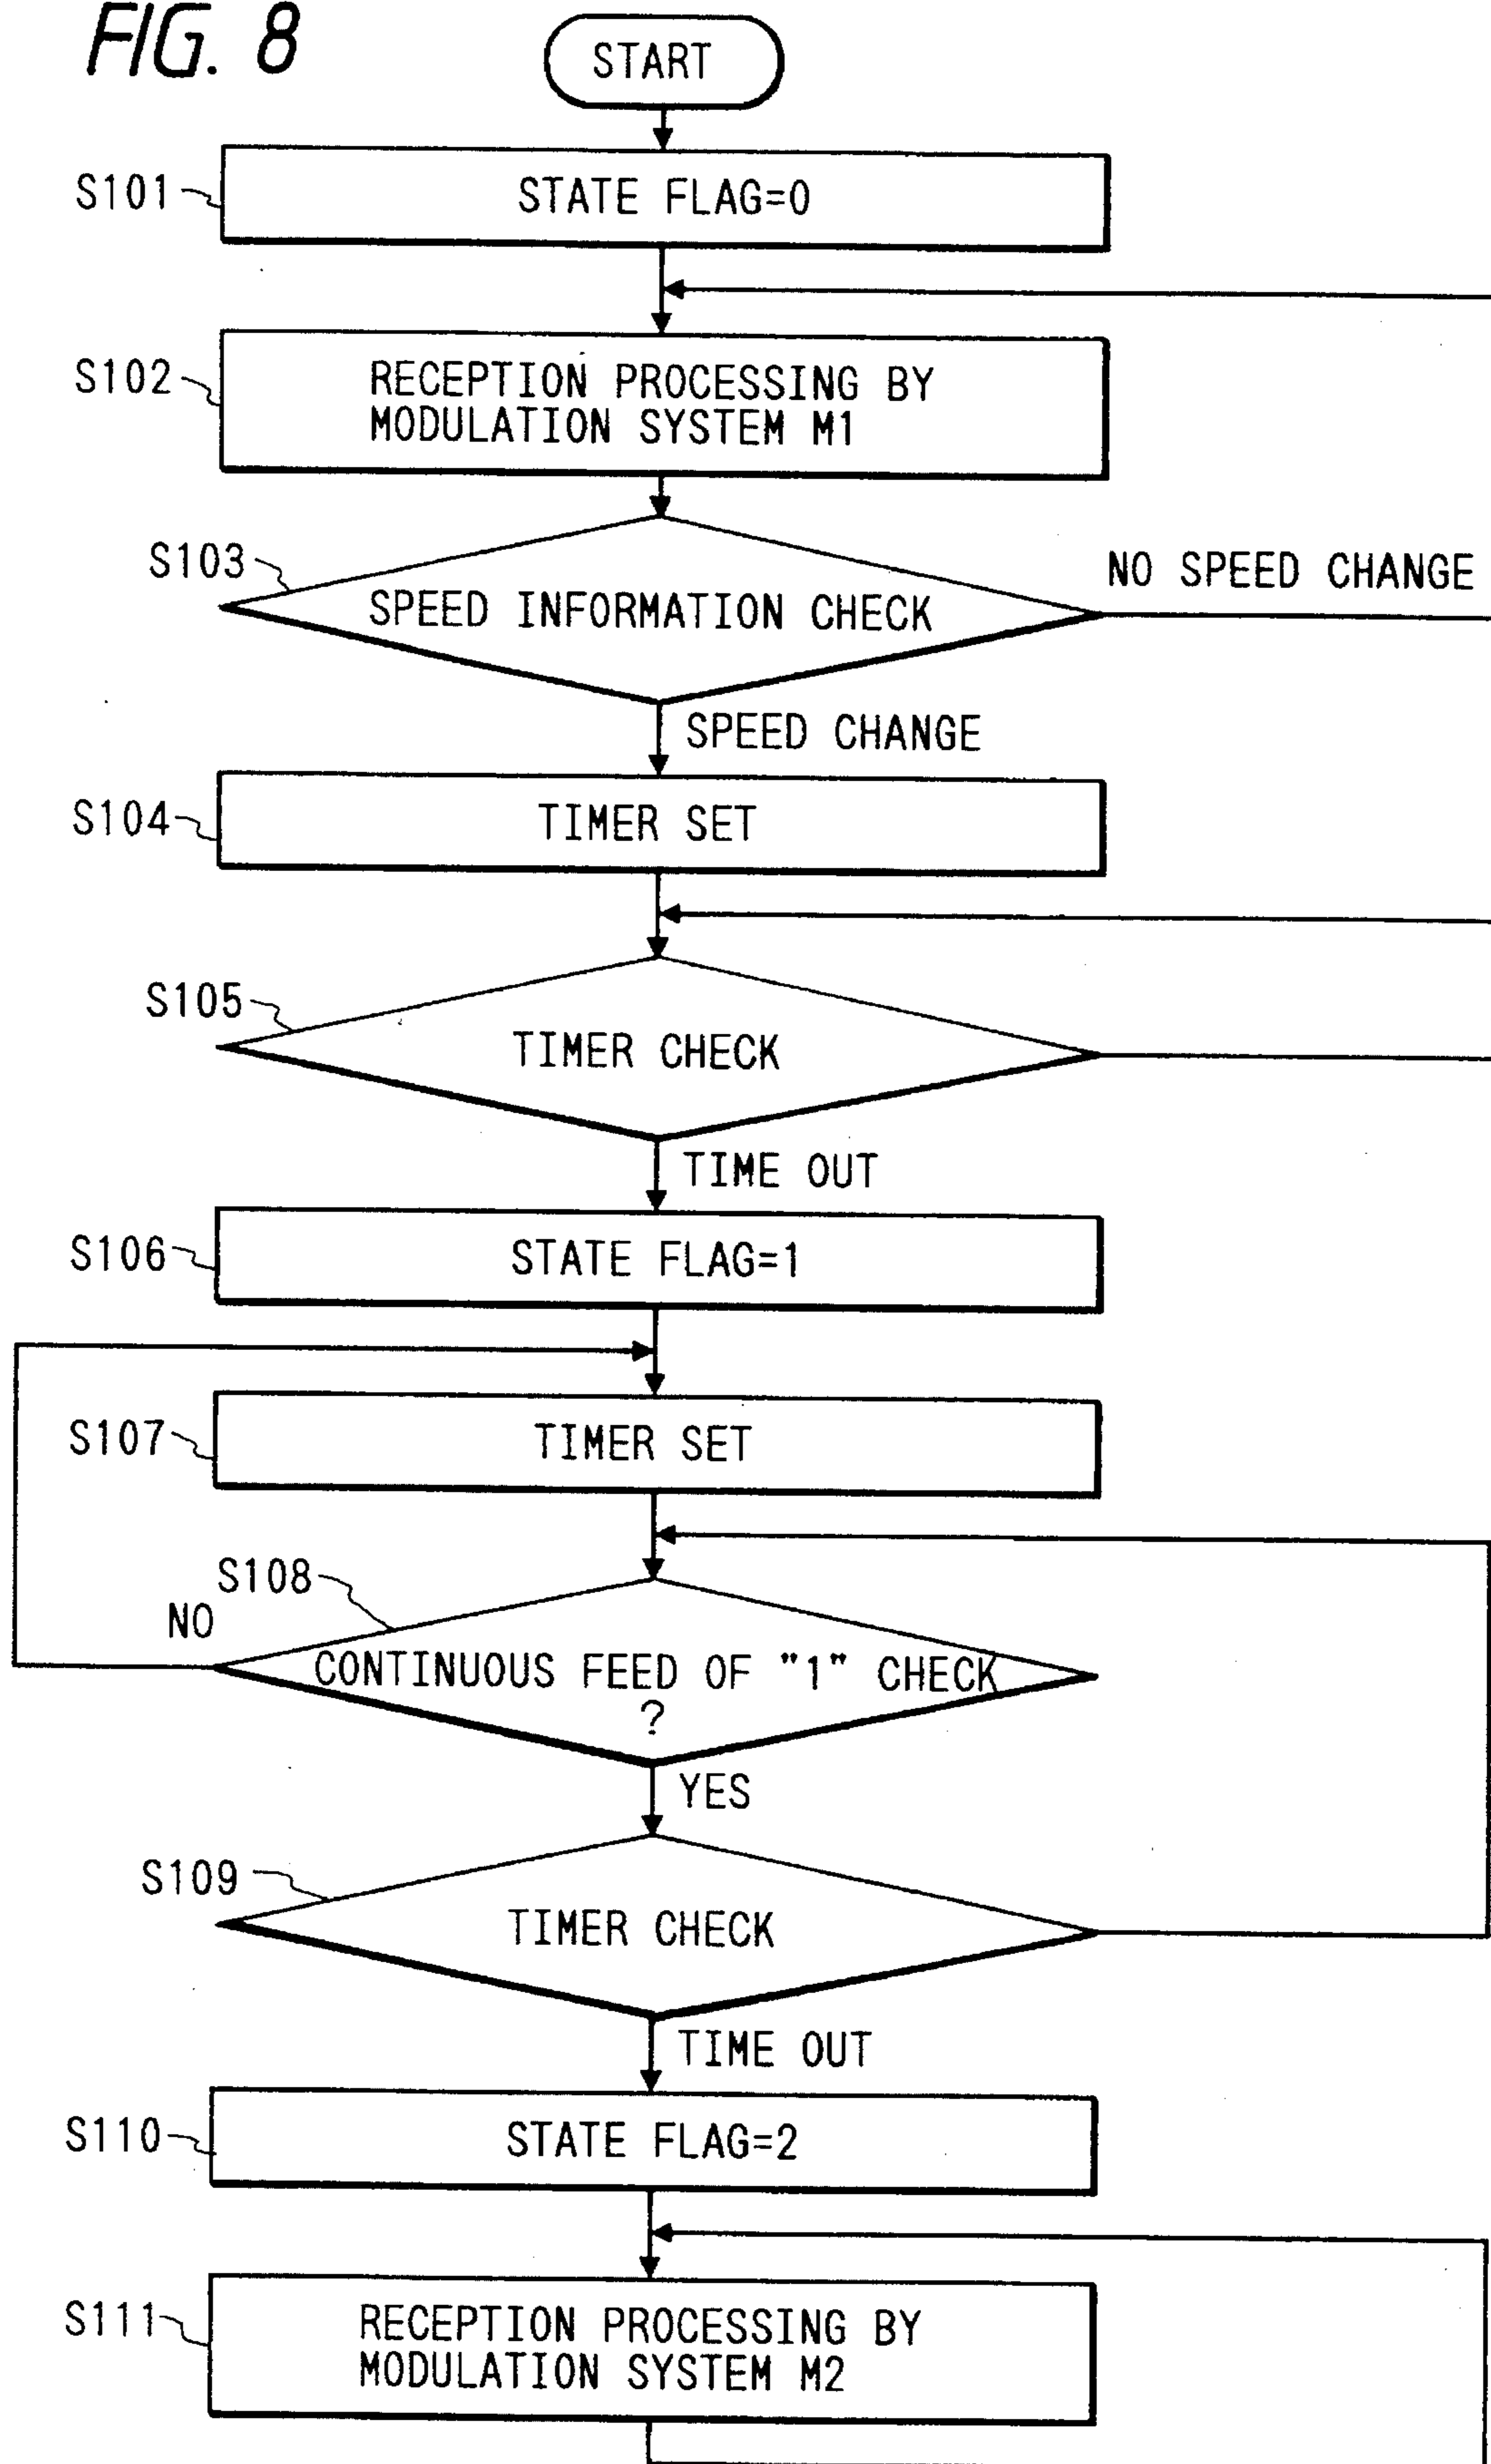 FIG. 8
START
S101
STATE FLAG=0
S102
RECEPTION PROCESSING BY
MODULATION SYSTEM M1
S103
SPEED INFORMATION CHECK
NO SPEED CHANGE
SPEED CHANGE
S104
TIMER SET
S105
TIMER CHECK
TIME OUT
S106
STATE FLAG=1
S107
TIMER SET
S108
NO
CONTINUOUS FEED OF "1" CHECK
?
YES
S109
TIMER CHECK
TIME OUT
S110
STATE FLAG=2
S111
RECEPTION PROCESSING BY
MODULATION SYSTEM M2